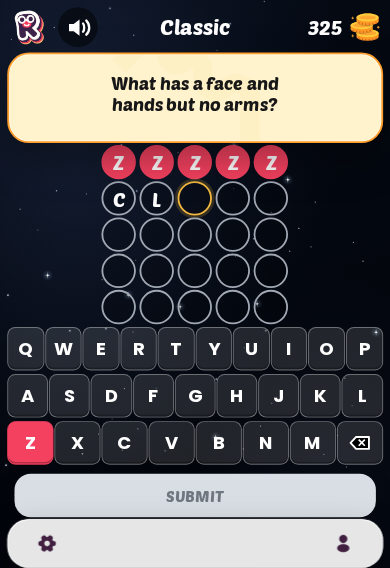 R
Classic
325
What has a face and
hands but no arms?
Z Z Z Z Z
C L
Q W E R T Y U I O P
A S D F G H J K L
Z X C V B N M
SUBMIT